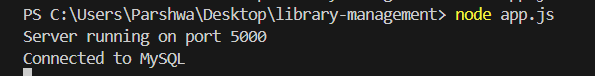 PS C:\Users\Parshwa\Desktop\library-management> node app.js
Server running on port 5000
Connected to MySQL